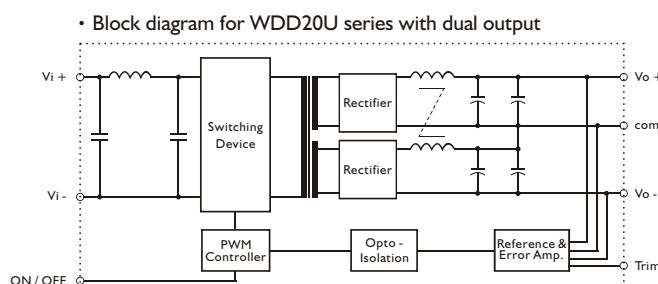 • Block diagram for WDD20U series with dual output
Vi +
Vo +
Rectifier
Switching
Device
com
Rectifier
Vi -
Vo -
PWM
Controller
Opto -
Isolation
Reference &
Error Amp.
Trim
ON / OFF